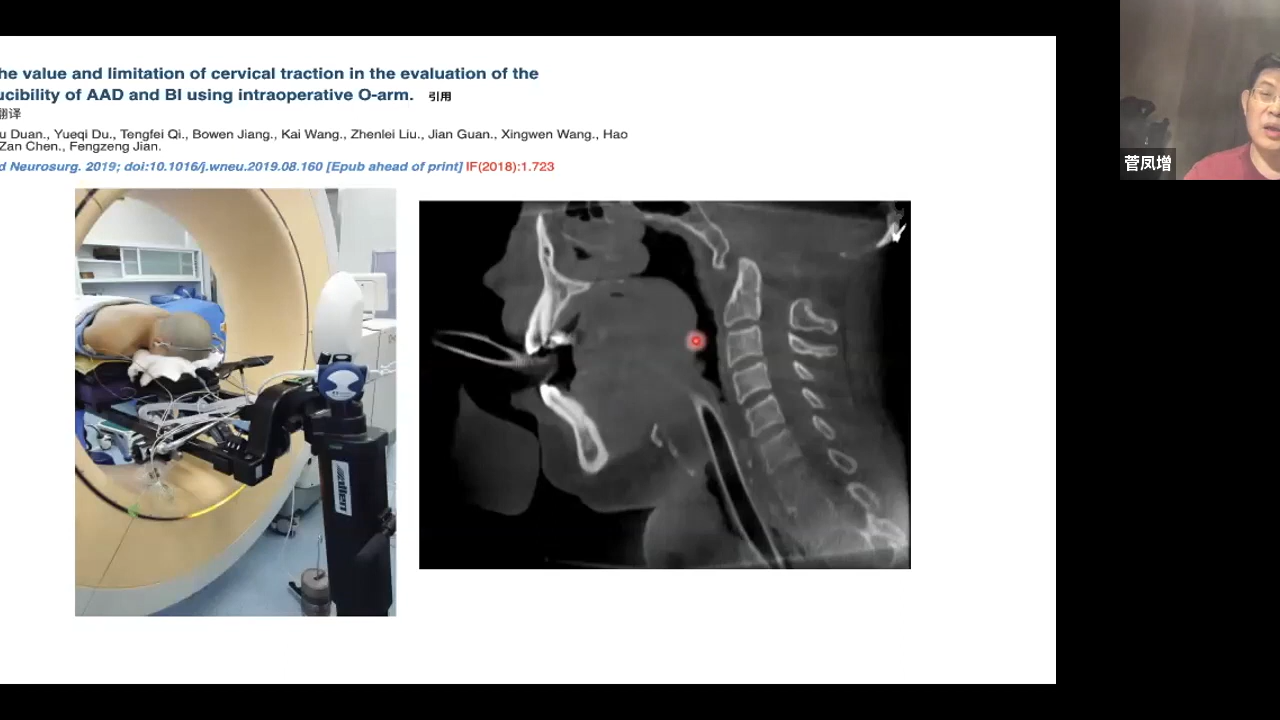 he value and limitation of cervical traction in the evaluation of the
ucibility of AAD and BI using intraoperative O-arm. 引用
翻译
u Duan., Yueqi Du., Tengfei Qi., Bowen Jiang., Kai Wang., Zhenlei Liu., Jian Guan., Xingwen Wang., Hao
Zan Chen., Fengzeng Jian.
d Neurosurg. 2019; doi:10.1016/j.wneu.2019.08.160 [Epub ahead of print] IF(2018):1.723
菅凤增